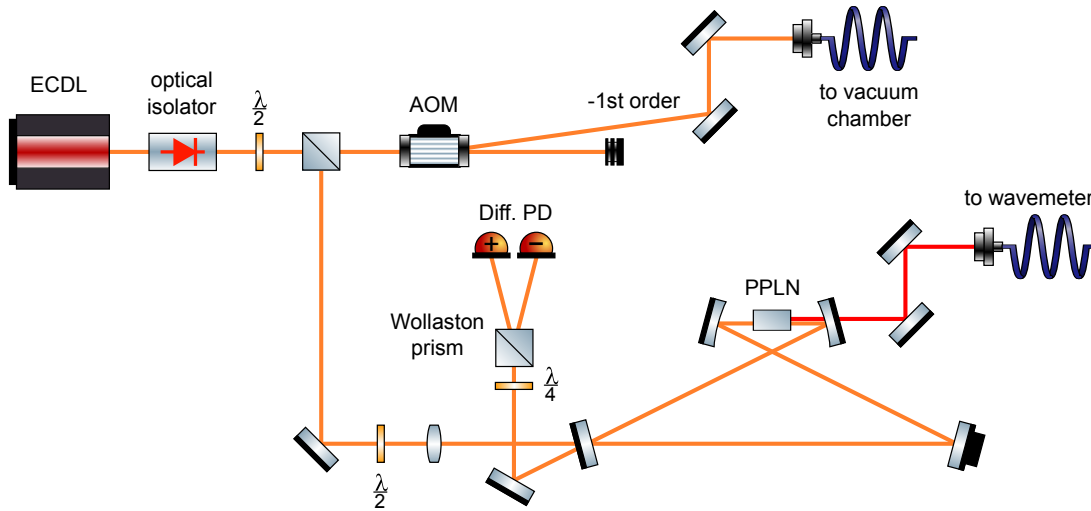 ECDL
optical
isolator
λ/2
AOM
-1st order
to vacuum
chamber
Diff. PD
+
−
to wavemeter
PPLN
Wollaston
prism
λ/4
λ/2